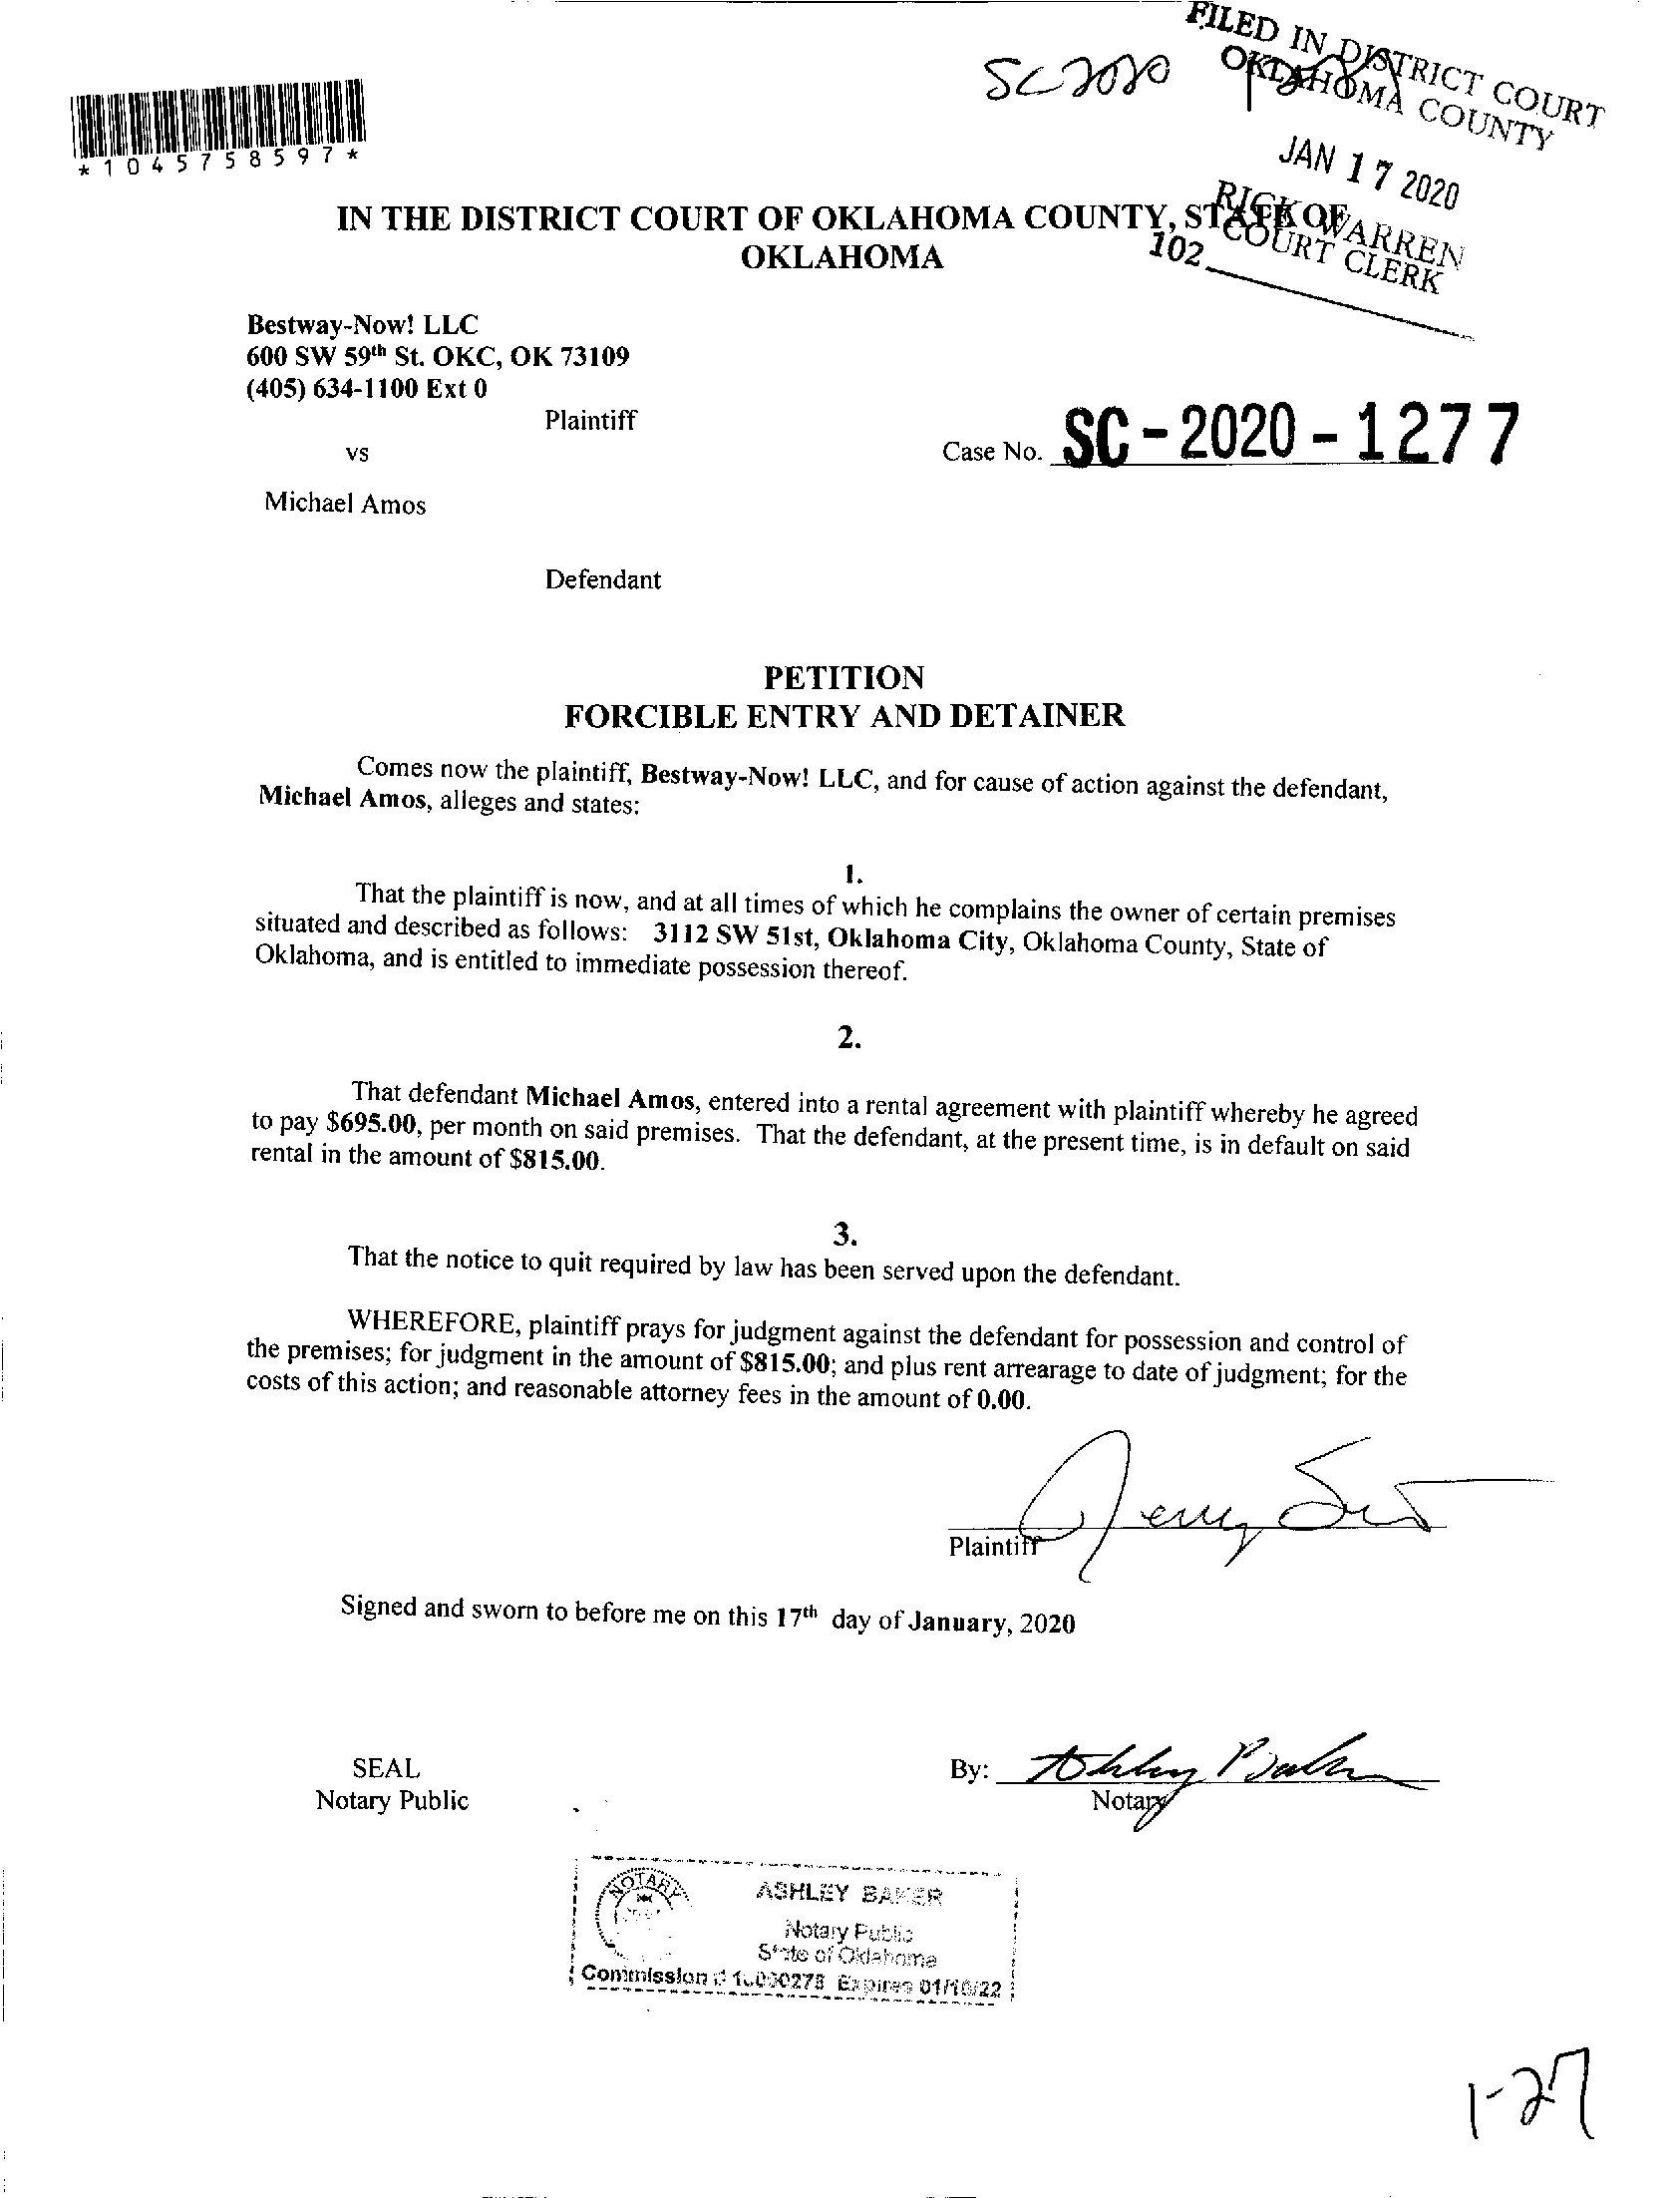 FILED IN DISTRICT COURT
OKLAHOMA COUNTY
SC2020
JAN 17 2020
RICK WARREN
COURT CLERK
102
*1045758597*
IN THE DISTRICT COURT OF OKLAHOMA COUNTY, STATE OF
OKLAHOMA
Bestway-Now! LLC
600 SW 59th St. OKC, OK 73109
(405) 634-1100 Ext 0
Plaintiff
vs
Case No. SC-2020-1277
Michael Amos
Defendant
PETITION
FORCIBLE ENTRY AND DETAINER
Comes now the plaintiff, Bestway-Now! LLC, and for cause of action against the defendant,
Michael Amos, alleges and states:
1.
That the plaintiff is now, and at all times of which he complains the owner of certain premises
situated and described as follows: 3112 SW 51st, Oklahoma City, Oklahoma County, State of
Oklahoma, and is entitled to immediate possession thereof.
2.
That defendant Michael Amos, entered into a rental agreement with plaintiff whereby he agreed
to pay $695.00, per month on said premises. That the defendant, at the present time, is in default on said
rental in the amount of $815.00.
3.
That the notice to quit required by law has been served upon the defendant.
WHEREFORE, plaintiff prays for judgment against the defendant for possession and control of
the premises; for judgment in the amount of $815.00; and plus rent arrearage to date of judgment; for the
costs of this action; and reasonable attorney fees in the amount of 0.00.
Jerry
Plaintiff
Signed and sworn to before me on this 17th day of January, 2020
SEAL
Notary Public
By: Ashley Baker
Notary
NOTARY
ASHLEY BAKER
Notary Public
State of Oklahoma
Commission # Expires 01/10/22
1-27